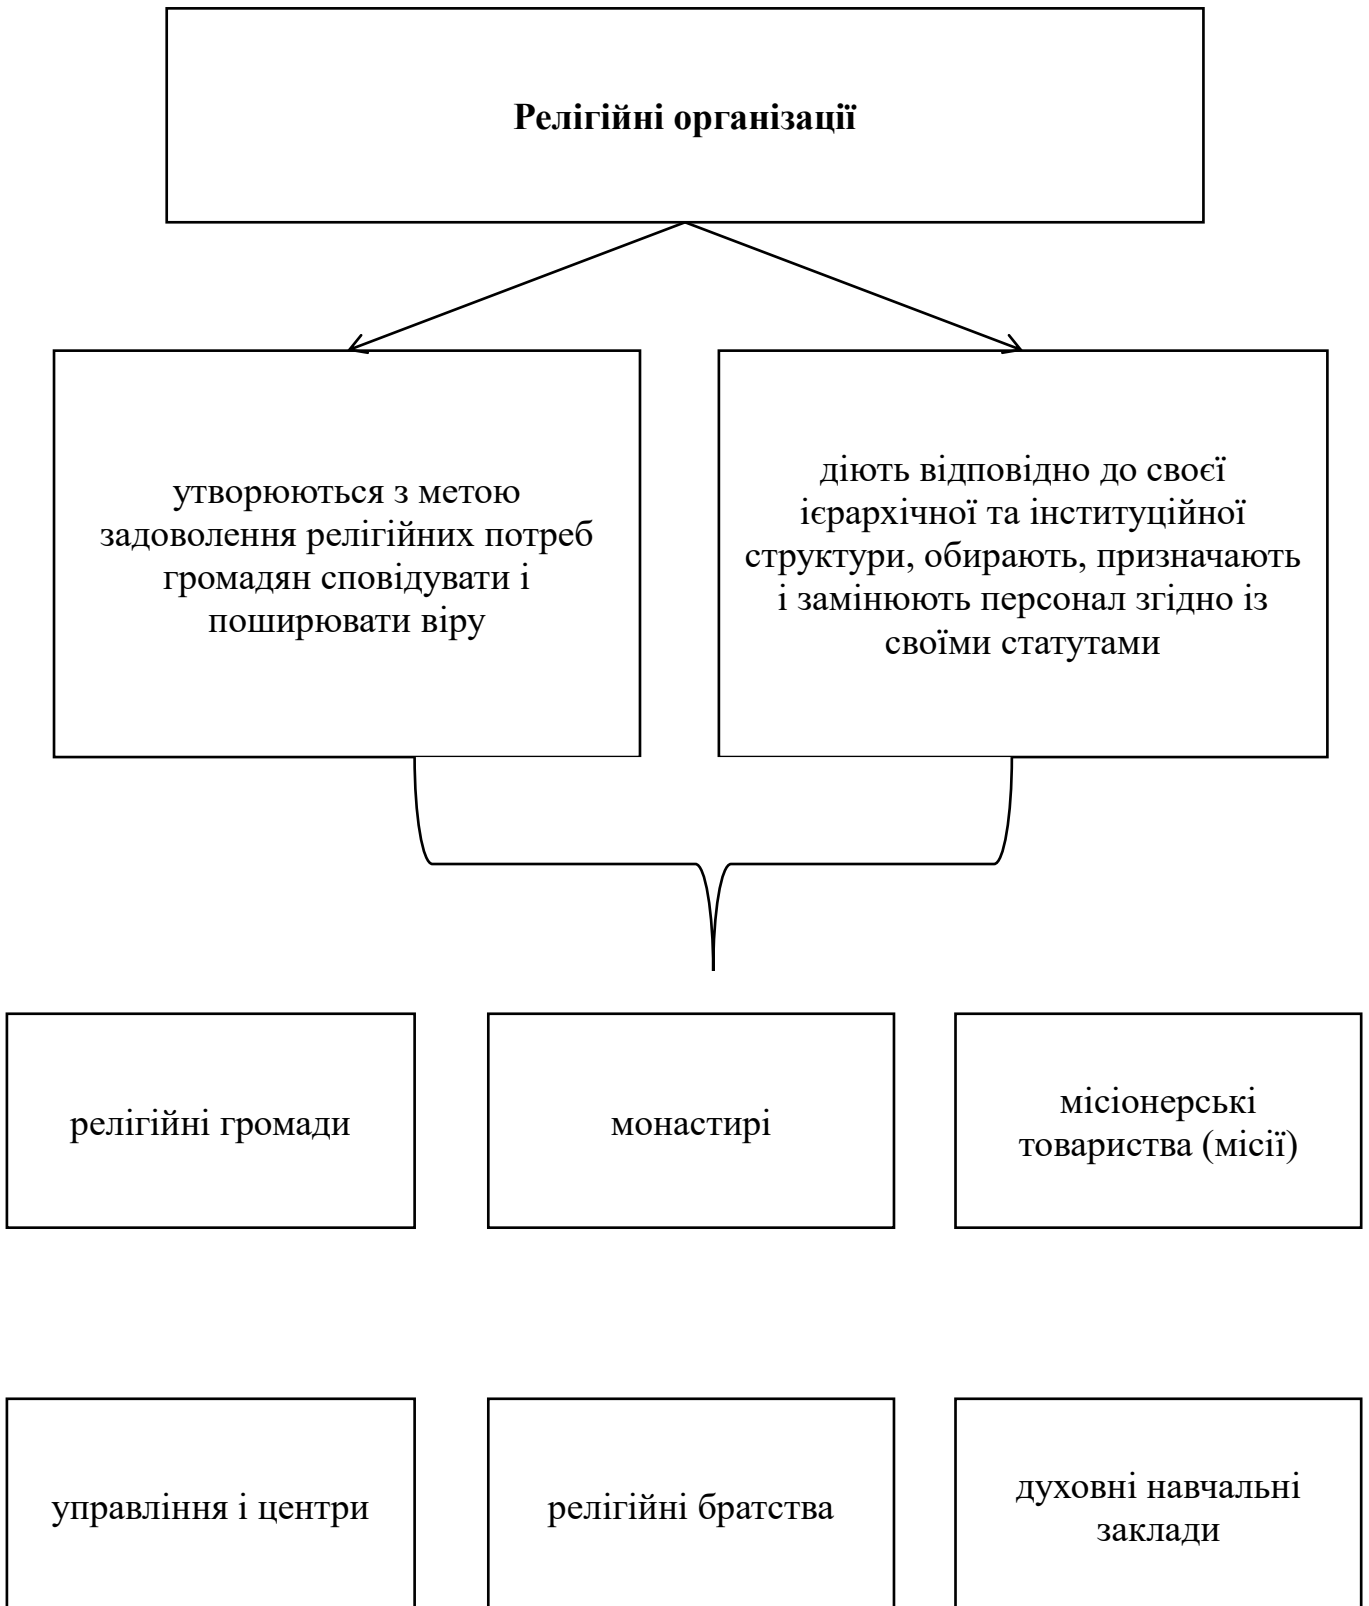 Релігійні організації
утворюються з метою
задоволення релігійних потреб
громадян сповідувати і
поширювати віру
діють відповідно до своєї
ієрархічної та інституційної
структури, обирають, призначають
і замінюють персонал згідно із
своїми статутами
релігійні громади
монастирі
місіонерські
товариства (місії)
управління і центри
релігійні братства
духовні навчальні
заклади